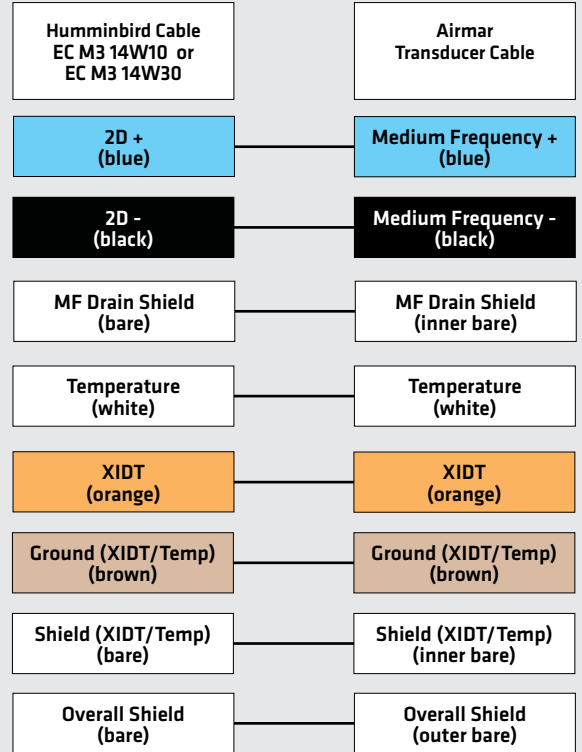 Humminbird Cable
EC M3 14W10 or
EC M3 14W30
Airmar
Transducer Cable
2D +
(blue)
Medium Frequency +
(blue)
2D -
(black)
Medium Frequency -
(black)
MF Drain Shield
(bare)
MF Drain Shield
(inner bare)
Temperature
(white)
Temperature
(white)
XIDT
(orange)
XIDT
(orange)
Ground (XIDT/Temp)
(brown)
Ground (XIDT/Temp)
(brown)
Shield (XIDT/Temp)
(bare)
Shield (XIDT/Temp)
(inner bare)
Overall Shield
(bare)
Overall Shield
(outer bare)